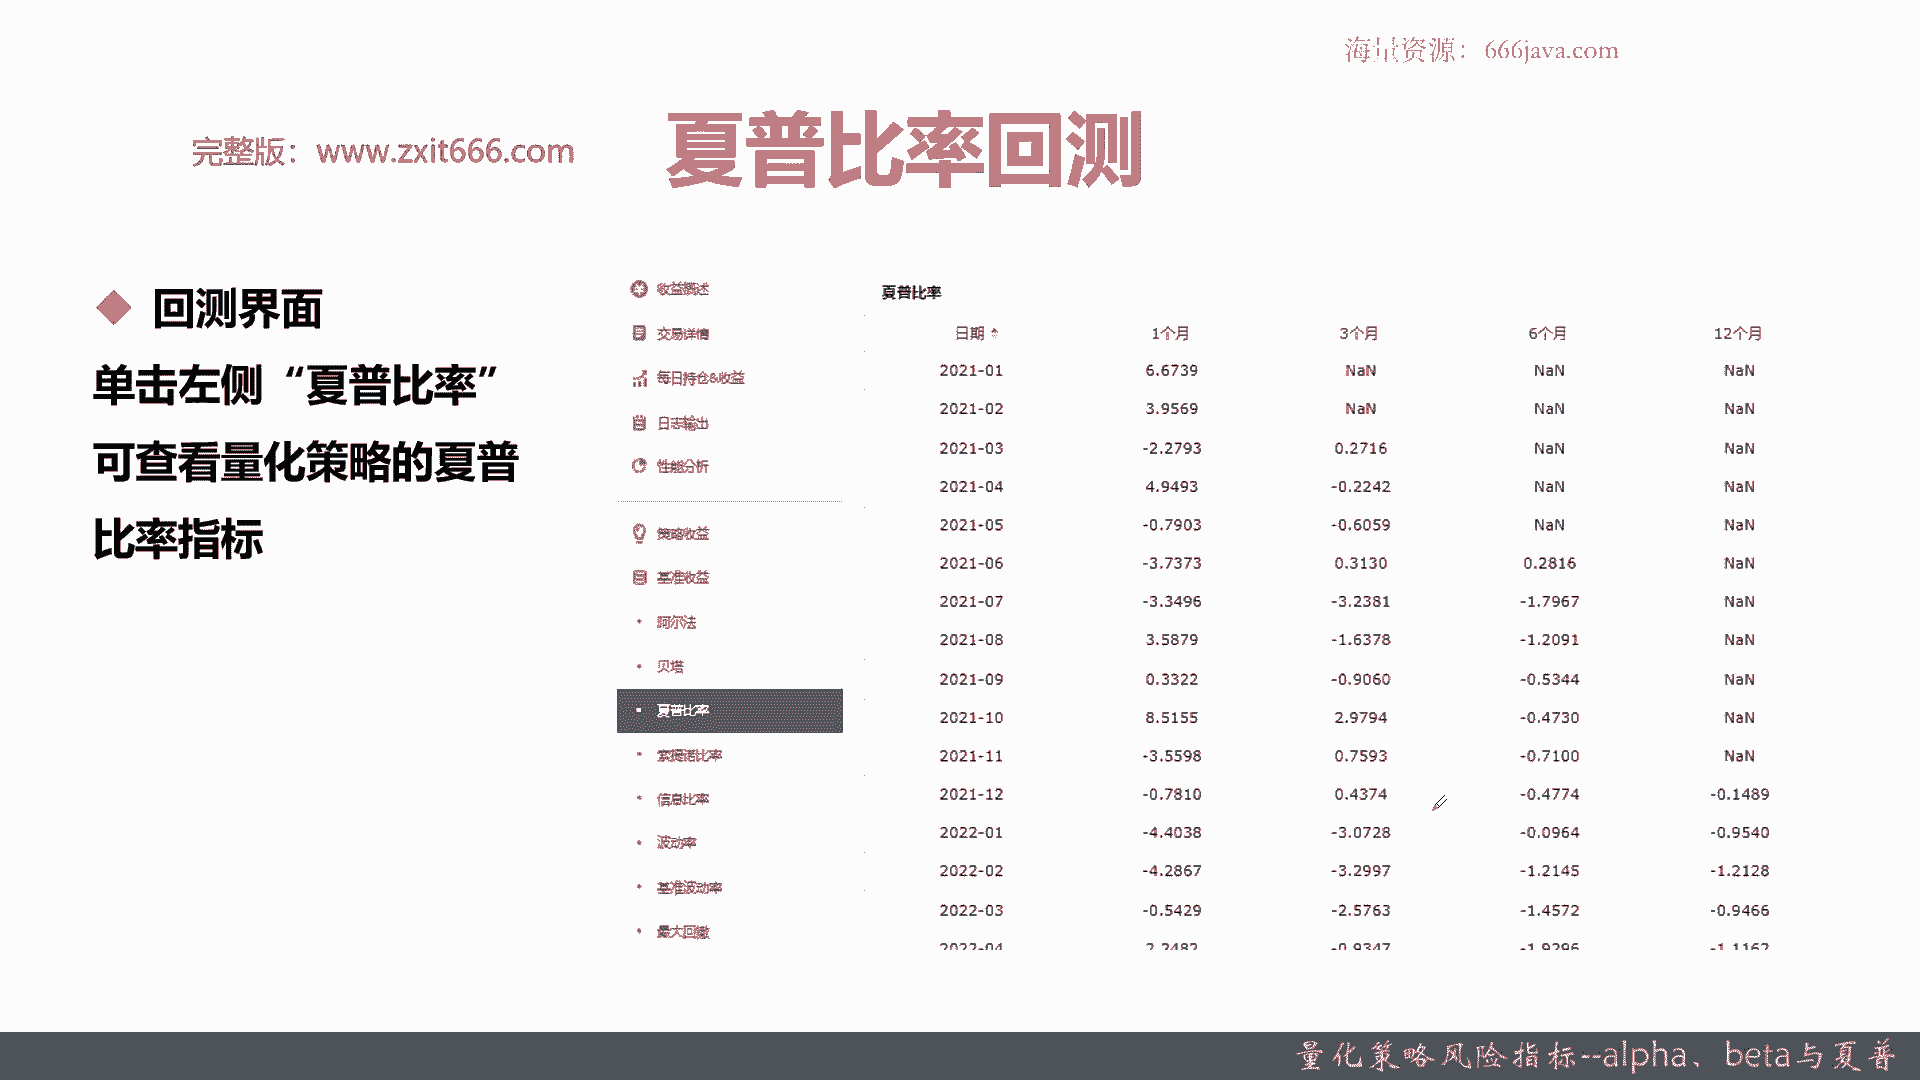 海量资源：666java.com
完整版：www.zxit666.com
夏普比率回测
回测界面
单击左侧“夏普比率”
可查看量化策略的夏普
比率指标
收益概述
交易详情
每日持仓&收益
日志输出
性能分析
策略收益
基准收益
阿尔法
贝塔
夏普比率
索提诺比率
信息比率
波动率
基准波动率
最大回撤
夏普比率
日期 1个月 3个月 6个月 12个月
2021-01 6.6739 NaN NaN NaN
2021-02 3.9569 NaN NaN NaN
2021-03 -2.2793 0.2716 NaN NaN
2021-04 4.9493 -0.2242 NaN NaN
2021-05 -0.7903 -0.6059 NaN NaN
2021-06 -3.7373 0.3130 0.2816 NaN
2021-07 -3.3496 -3.2381 -1.7967 NaN
2021-08 3.5879 -1.6378 -1.2091 NaN
2021-09 0.3322 -0.9060 -0.5344 NaN
2021-10 8.5155 2.9794 -0.4730 NaN
2021-11 -3.5598 0.7593 -0.7100 NaN
2021-12 -0.7810 0.4374 -0.4774 -0.1489
2022-01 -4.4038 -3.0728 -0.0964 -0.9540
2022-02 -4.2867 -3.2997 -1.2145 -1.2128
2022-03 -0.5429 -2.5763 -1.4572 -0.9466
2022-04 2.2482 -0.9347 -1.9296 -1.1162
量化策略风险指标--alpha、beta与夏普